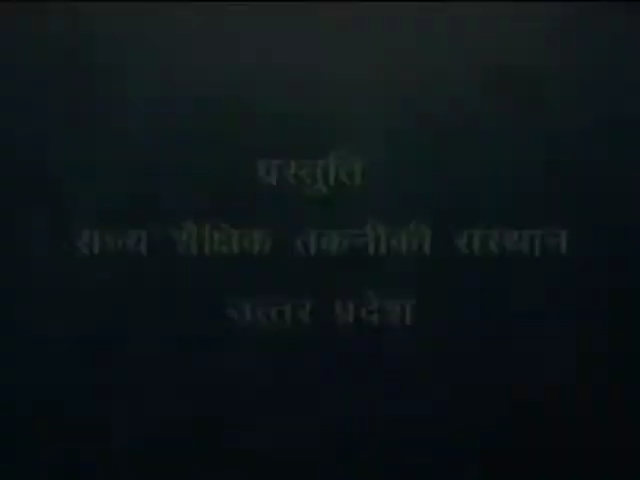 प्रस्तुति
राज्य शैक्षिक तकनीकी संस्थान
उत्तर प्रदेश